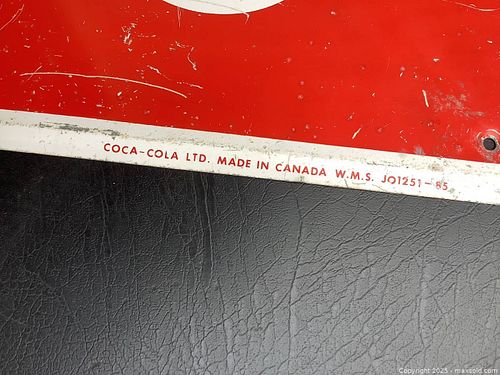 COCA-COLA LTD. MADE IN CANADA W.M.S. JO1251-85
Copyright 2025 - maxsold.com